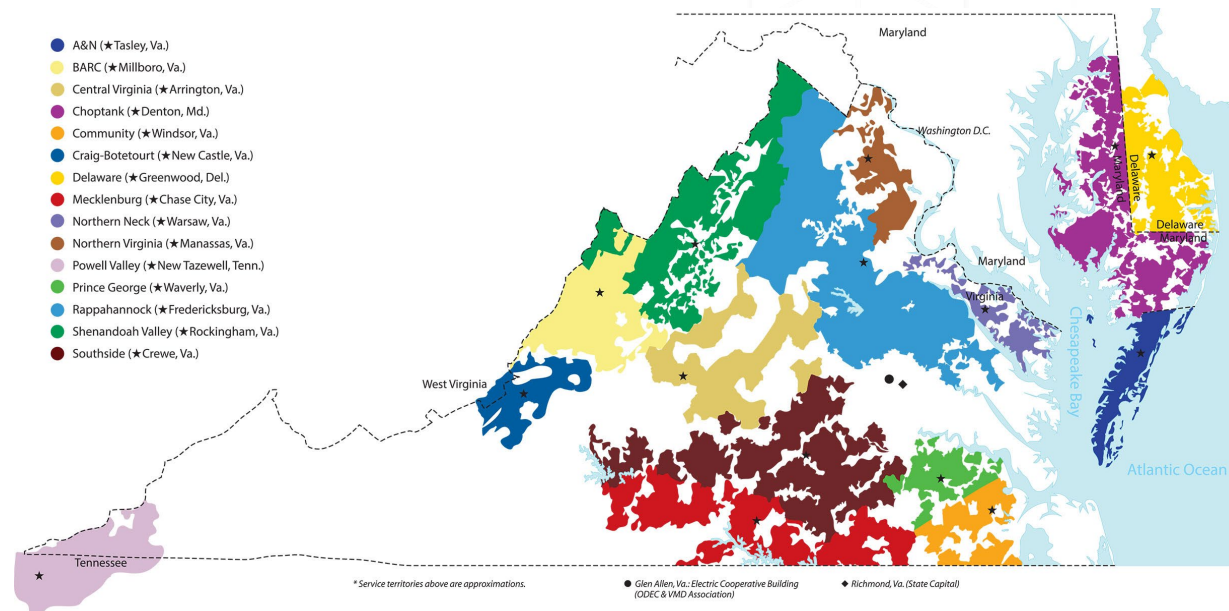 A&N (★Tasley, Va.)
BARC (★Millboro, Va.)
Central Virginia (★Arrington, Va.)
Choptank (★Denton, Md.)
Community (★Windsor, Va.)
Craig-Botetourt (★New Castle, Va.)
Delaware (★Greenwood, Del.)
Mecklenburg (★Chase City, Va.)
Northern Neck (★Warsaw, Va.)
Northern Virginia (★Manassas, Va.)
Powell Valley (★New Tazewell, Tenn.)
Prince George (★Waverly, Va.)
Rappahannock (★Fredericksburg, Va.)
Shenandoah Valley (★Rockingham, Va.)
Southside (★Crewe, Va.)
Maryland
Washington D.C.
Maryland
Delaware
Delaware
Maryland
Maryland
Virginia
Chesapeake Bay
West Virginia
Atlantic Ocean
Tennessee
* Service territories above are approximations.
● Glen Allen, Va.: Electric Cooperative Building
(ODEC & VMD Association)
◆ Richmond, Va. (State Capital)